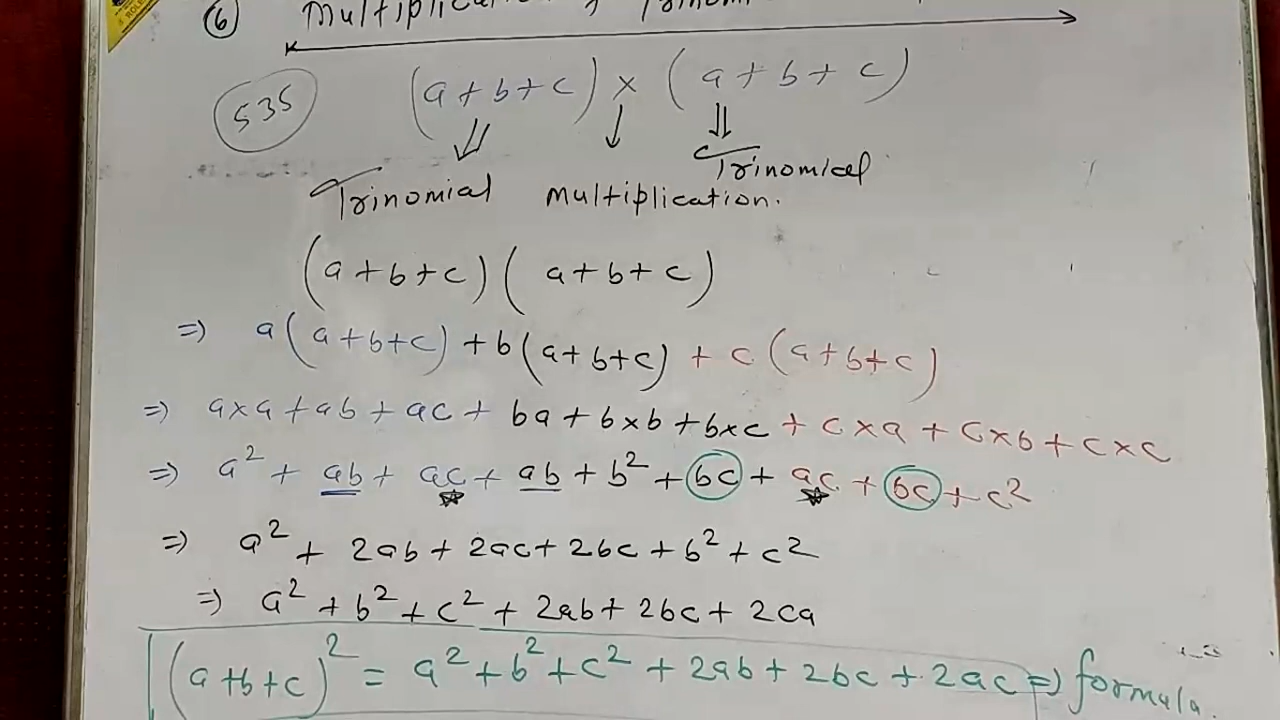 6 Multiplica
535 (a+b+c) × (a+b+c)
Trinomial multiplication. Trinomial
(a+b+c)(a+b+c)
⇒ a(a+b+c)+b(a+b+c)+c(a+b+c)
⇒ a×a+ab+ac+ba+b×b+b×c+c×a+c×b+c×c
⇒ a²+ab+ac+ab+b²+bc+ac+bc+c²
⇒ a²+2ab+2ac+2bc+b²+c²
⇒ a²+b²+c²+2ab+2bc+2ca
(a+b+c)²=a²+b²+c²+2ab+2bc+2ac⇒formula.